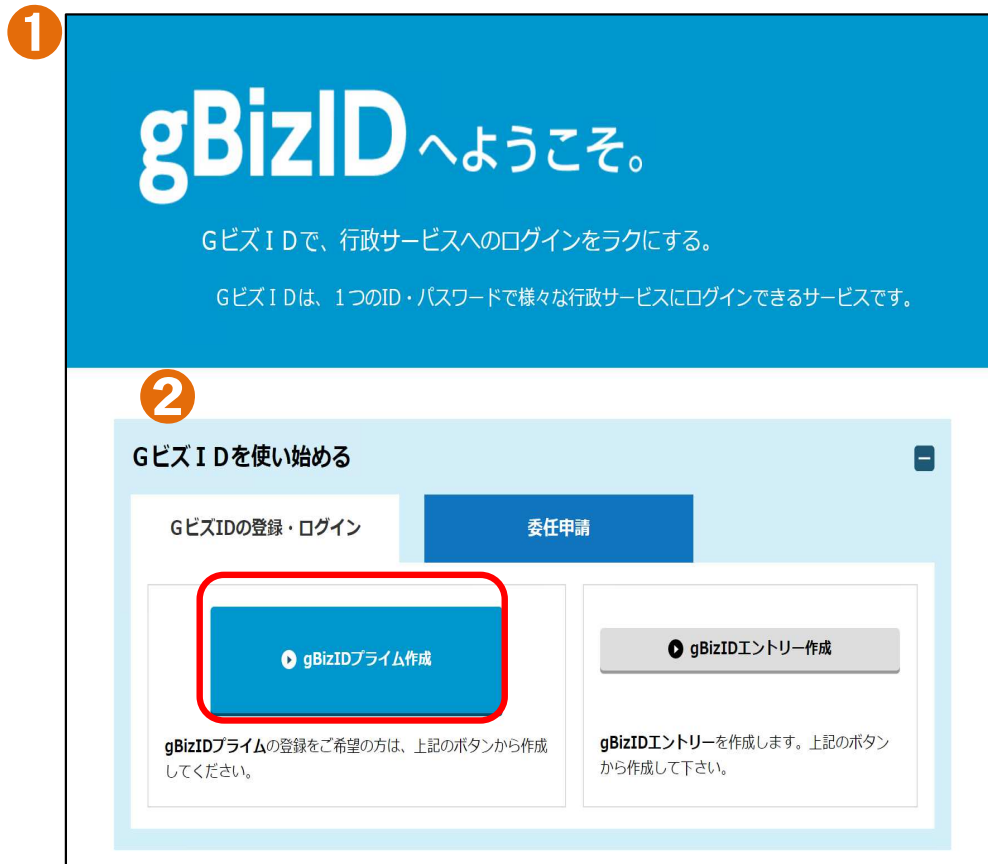 1
gBizIDへようこそ。
GビズIDで、行政サービスへのログインをラクにする。
GビズIDは、1つのID・パスワードで様々な行政サービスにログインできるサービスです。
2
GビズIDを使い始める
GビズIDの登録・ログイン
委任申請
gBizIDプライム作成
gBizIDプライムの登録をご希望の方は、上記のボタンから作成
してください。
gBizIDエントリー作成
gBizIDエントリーを作成します。上記のボタン
から作成して下さい。